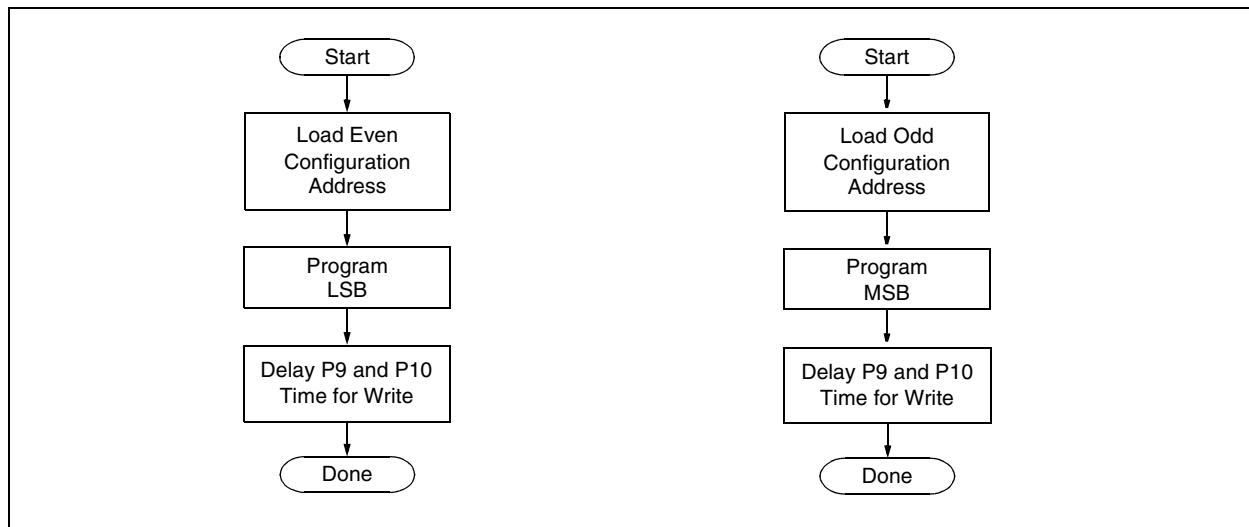 Start
Load Even
Configuration
Address
Program
LSB
Delay P9 and P10
Time for Write
Done
Start
Load Odd
Configuration
Address
Program
MSB
Delay P9 and P10
Time for Write
Done